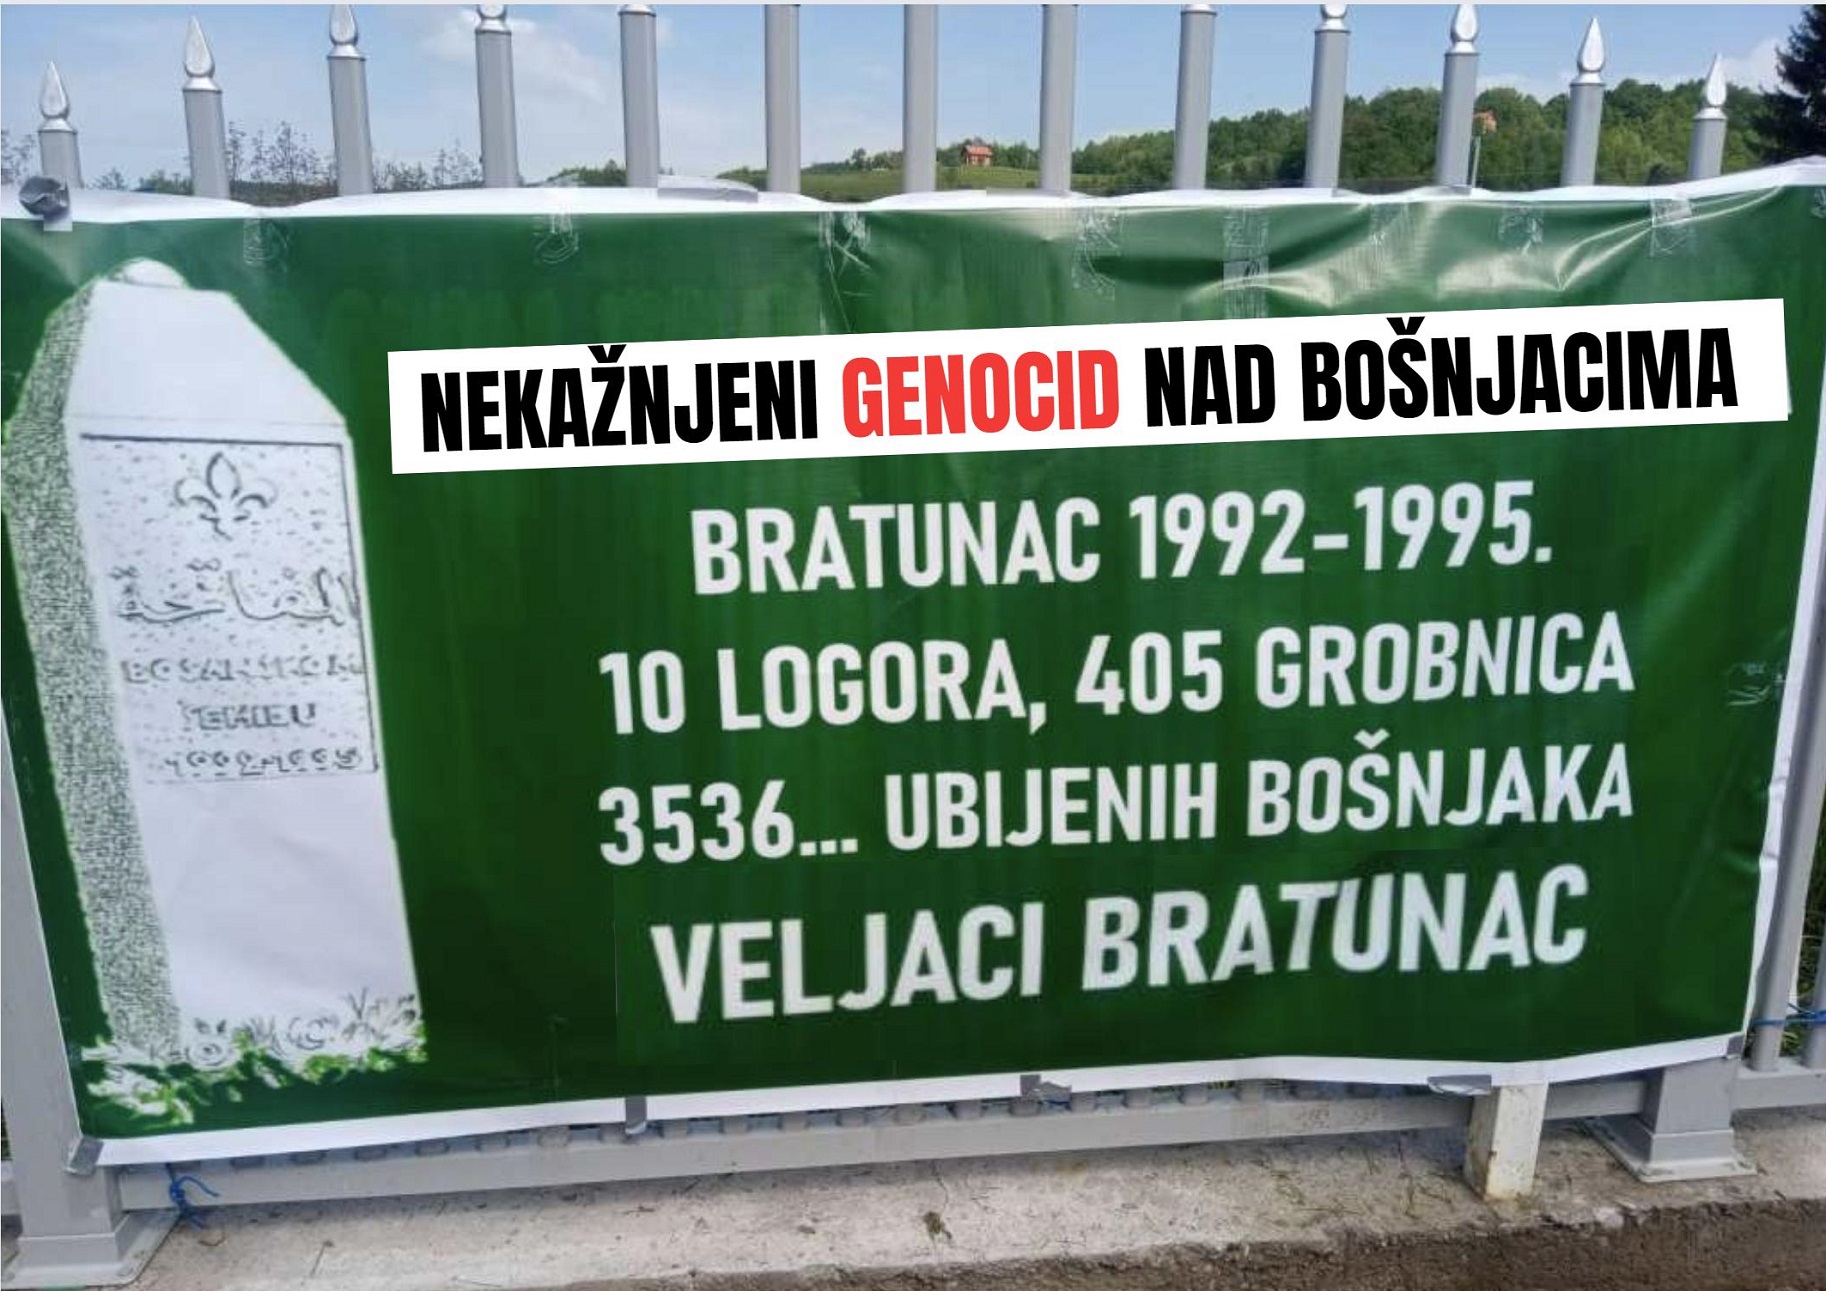 NEKAŽNJENI GENOCID NAD BOŠNJACIMA
BRATUNAC 1992-1995.
10 LOGORA, 405 GROBNICA
3536... UBIJENIH BOŠNJAKA
VELJACI BRATUNAC